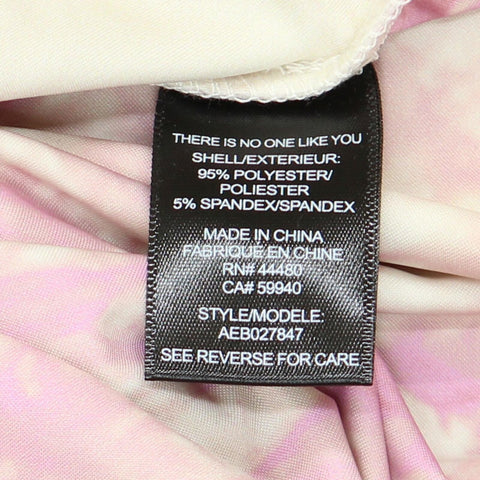 THERE IS NO ONE LIKE YOU
SHELL/EXTERIEUR:
95% POLYESTER/
POLIESTER
5% SPANDEX/SPANDEX
MADE IN CHINA
FABRIQUE EN CHINE
RN# 44480
CA# 59940
STYLE/MODELE:
AEB027847
SEE REVERSE FOR CARE